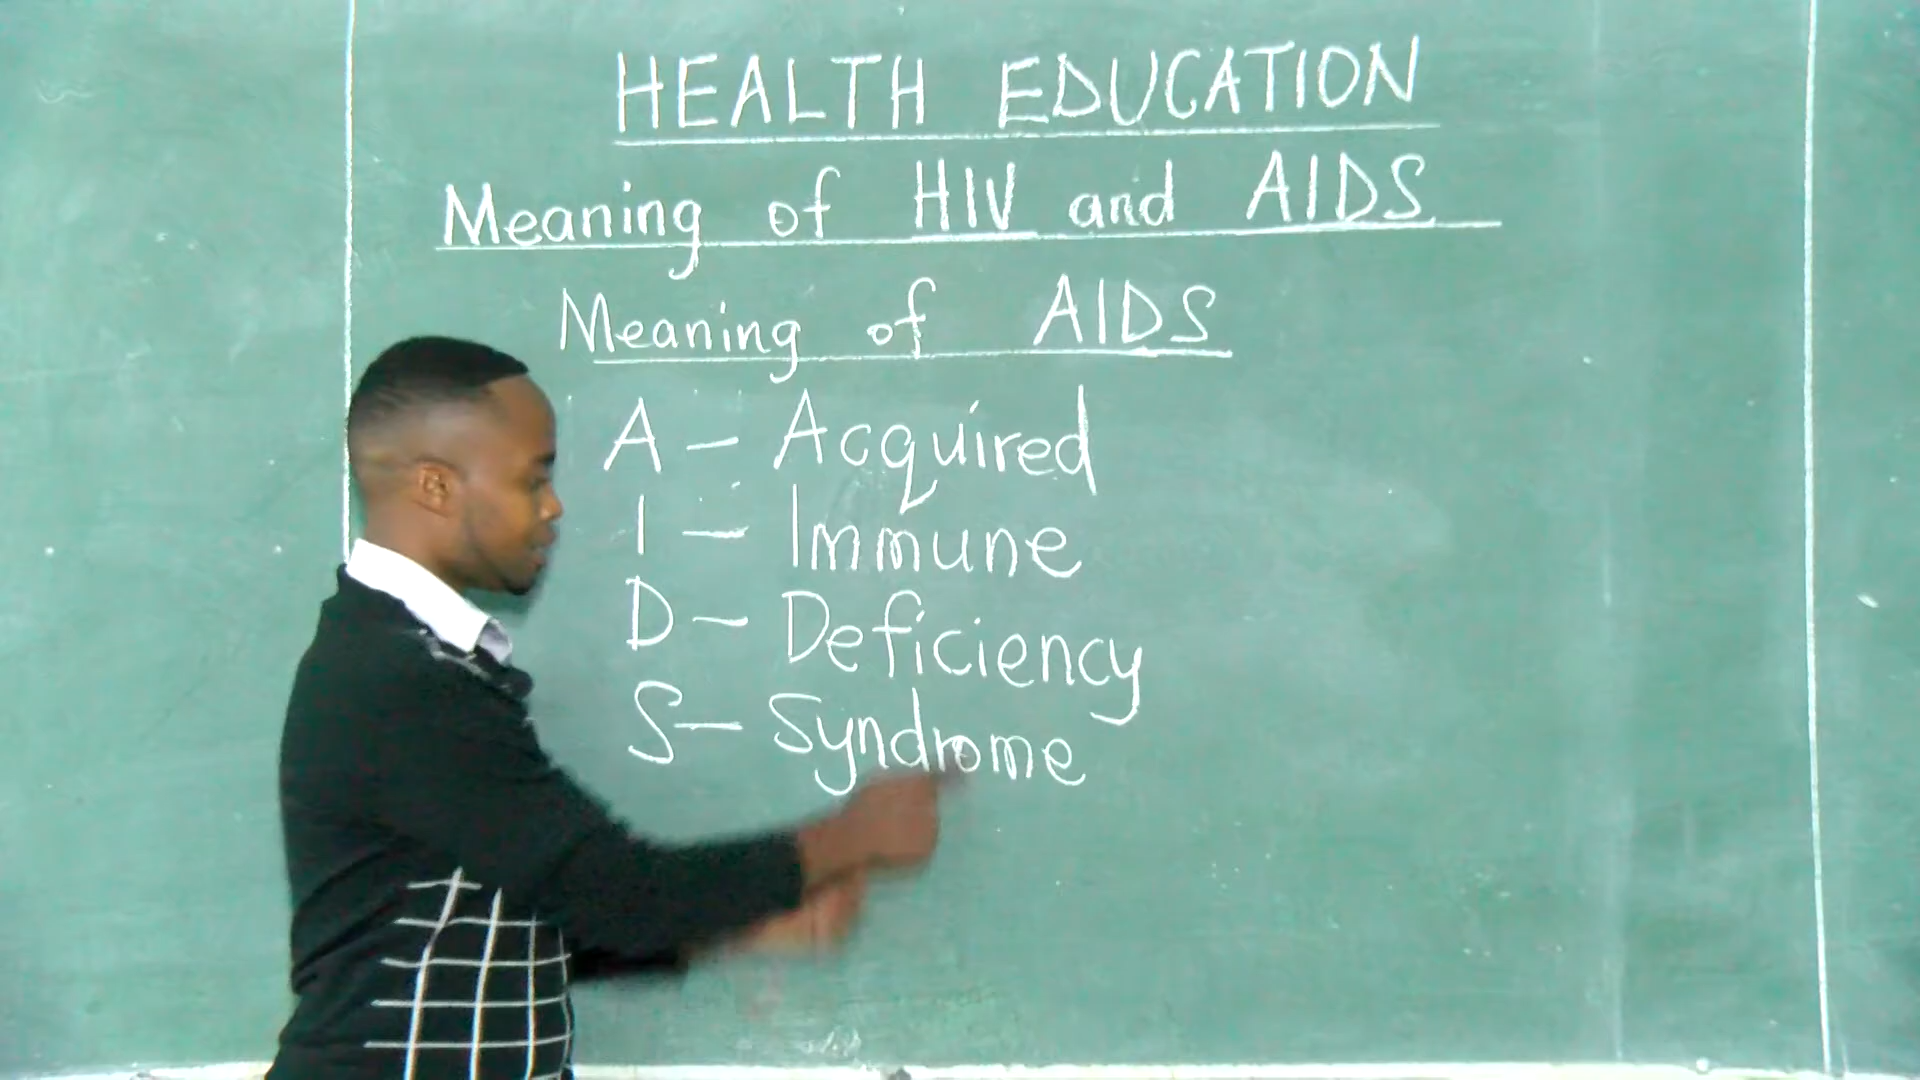 HEALTH EDUCATION
Meaning of HIV and AIDS
Meaning of AIDS
A – Acquired
I – Immune
D – Deficiency
S – Syndrome